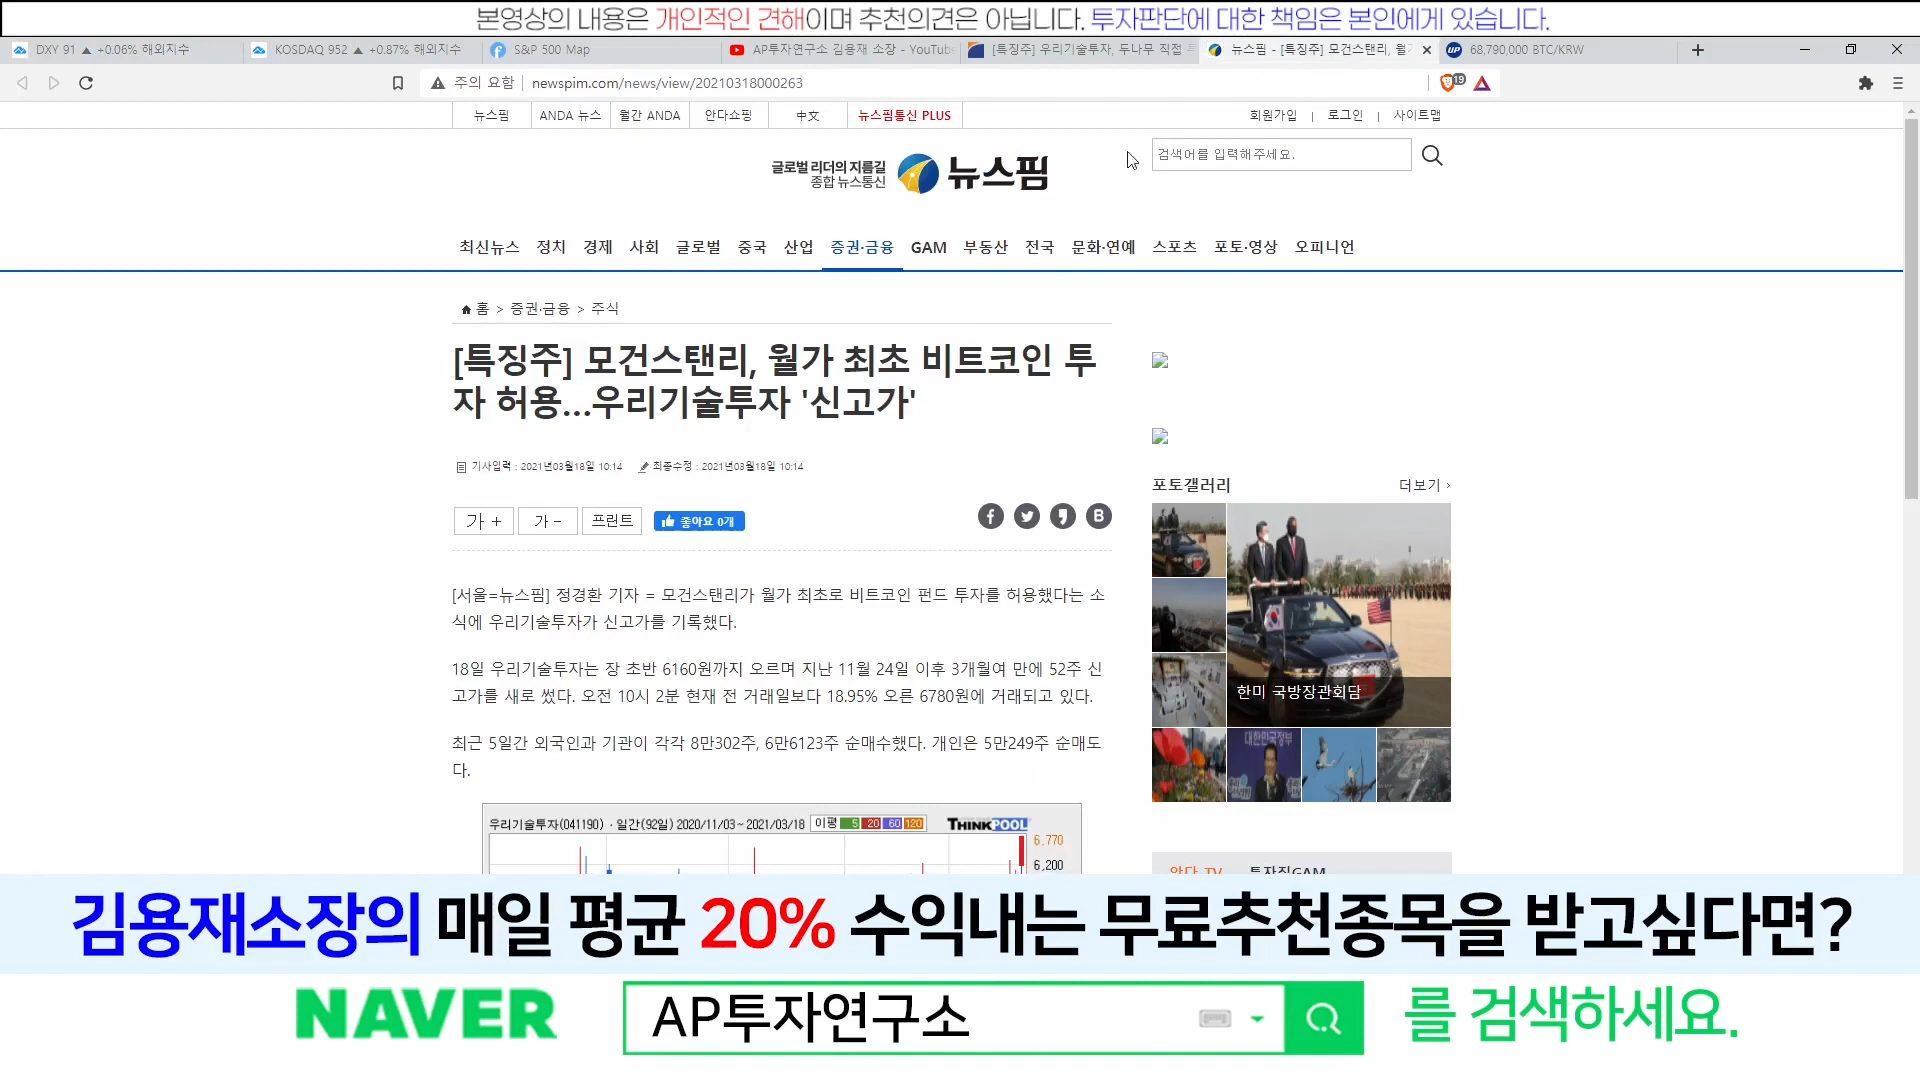 본영상의 내용은 개인적인 견해이며 추천의견은 아닙니다. 투자판단에 대한 책임은 본인에게 있습니다.
DXY 91 ▲ +0.06% 해외지수
KOSDAQ 952 ▲ +0.87% 해외지수
S&P 500 Map
AP투자연구소 김용재 소장 - YouTube
[특징주] 우리기술투자, 두나무 직접
뉴스핌 - [특징주] 모건스탠리, 월가
68,790,000 BTC/KRW
주의 요함
newspim.com/news/view/20210318000263
19
뉴스핌
ANDA 뉴스
월간 ANDA
안다쇼핑
中文
뉴스핌통신 PLUS
회원가입 | 로그인 | 사이트맵
글로벌 리더의 지름길
종합 뉴스통신
뉴스핌
검색어를 입력해주세요.
최신뉴스 정치 경제 사회 글로벌 중국 산업 증권·금융 GAM 부동산 전국 문화·연예 스포츠 포토·영상 오피니언
홈 > 증권·금융 > 주식
[특징주] 모건스탠리, 월가 최초 비트코인 투
자 허용...우리기술투자 '신고가'
기사입력 : 2021년03월18일 10:14
최종수정 : 2021년03월18일 10:14
가 +
가 -
프린트
좋아요 0개
[서울=뉴스핌] 정경환 기자 = 모건스탠리가 월가 최초로 비트코인 펀드 투자를 허용했다는 소
식에 우리기술투자가 신고가를 기록했다.
18일 우리기술투자는 장 초반 6160원까지 오르며 지난 11월 24일 이후 3개월여 만에 52주 신
고가를 새로 썼다. 오전 10시 2분 현재 전 거래일보다 18.95% 오른 6780원에 거래되고 있다.
최근 5일간 외국인과 기관이 각각 8만302주, 6만6123주 순매수했다. 개인은 5만249주 순매도
다.
우리기술투자(041190) · 일간(92일) 2020/11/03~2021/03/18
이평 5 20 60 120
THINKPOOL
6,770
6,200
포토갤러리
더보기 >
한미 국방장관회담
대한민국정부
안다 TV
투자진GAM
김용재소장의 매일 평균 20% 수익내는 무료추천종목을 받고싶다면?
NAVER
AP투자연구소
를 검색하세요.